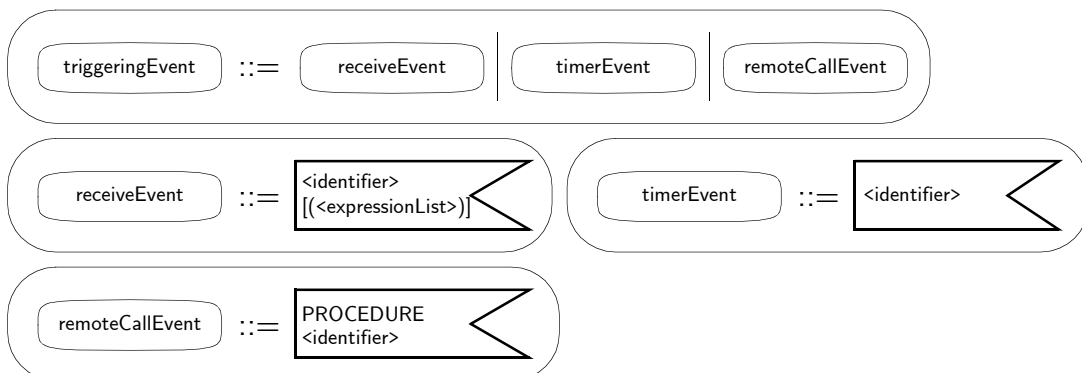 triggeringEvent ::= receiveEvent | timerEvent | remoteCallEvent
receiveEvent ::= <identifier>
[(<expressionList>)]
timerEvent ::= <identifier>
remoteCallEvent ::= PROCEDURE
<identifier>